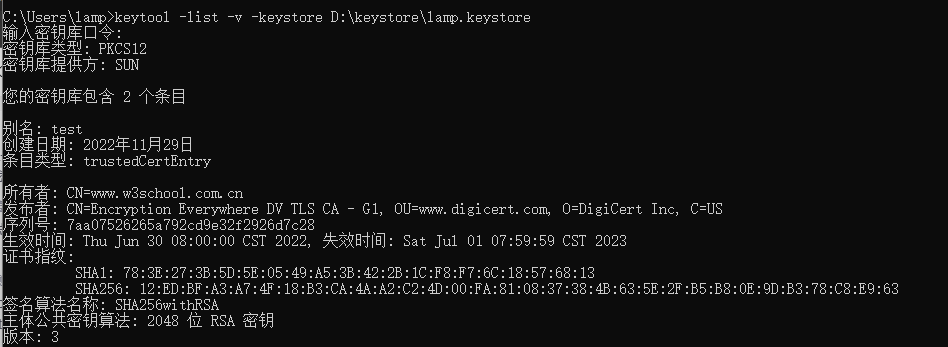 C:\Users\lamp>keytool -list -v -keystore D:\keystore\lamp.keystore
输入密钥库口令:
密钥库类型: PKCS12
密钥库提供方: SUN
您的密钥库包含 2 个条目
别名: test
创建日期: 2022年11月29日
条目类型: trustedCertEntry
所有者: CN=www.w3school.com.cn
发布者: CN=Encryption Everywhere DV TLS CA - G1, OU=www.digicert.com, O=DigiCert Inc, C=US
序列号: 7aa07526265a792cd9e32f2926d7c28
生效时间: Thu Jun 30 08:00:00 CST 2022, 失效时间: Sat Jul 01 07:59:59 CST 2023
证书指纹:
SHA1: 78:3E:27:3B:5D:5E:05:49:A5:3B:42:2B:1C:F8:F7:6C:18:57:68:13
SHA256: 12:ED:BF:A3:A7:4F:18:B3:CA:4A:A2:C2:4D:00:FA:81:08:37:38:4B:63:5E:2F:B5:B8:0E:9D:B3:78:C8:E9:63
签名算法名称: SHA256withRSA
主体公共密钥算法: 2048 位 RSA 密钥
版本: 3